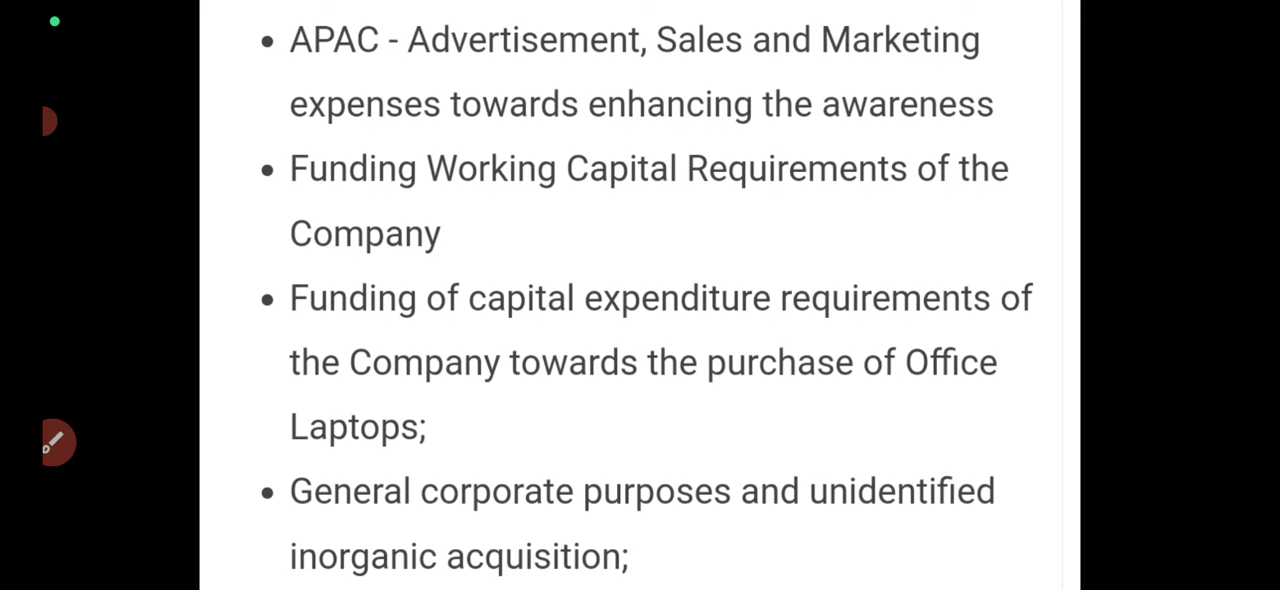 • APAC - Advertisement, Sales and Marketing
expenses towards enhancing the awareness
• Funding Working Capital Requirements of the
Company
• Funding of capital expenditure requirements of
the Company towards the purchase of Office
Laptops;
• General corporate purposes and unidentified
inorganic acquisition;